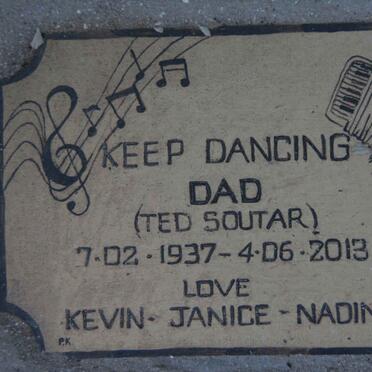 KEEP DANCING
DAD
(TED SOUTAR)
7·02·1937-4·06·2013
LOVE
KEVIN- JANICE - NADIN
P.K